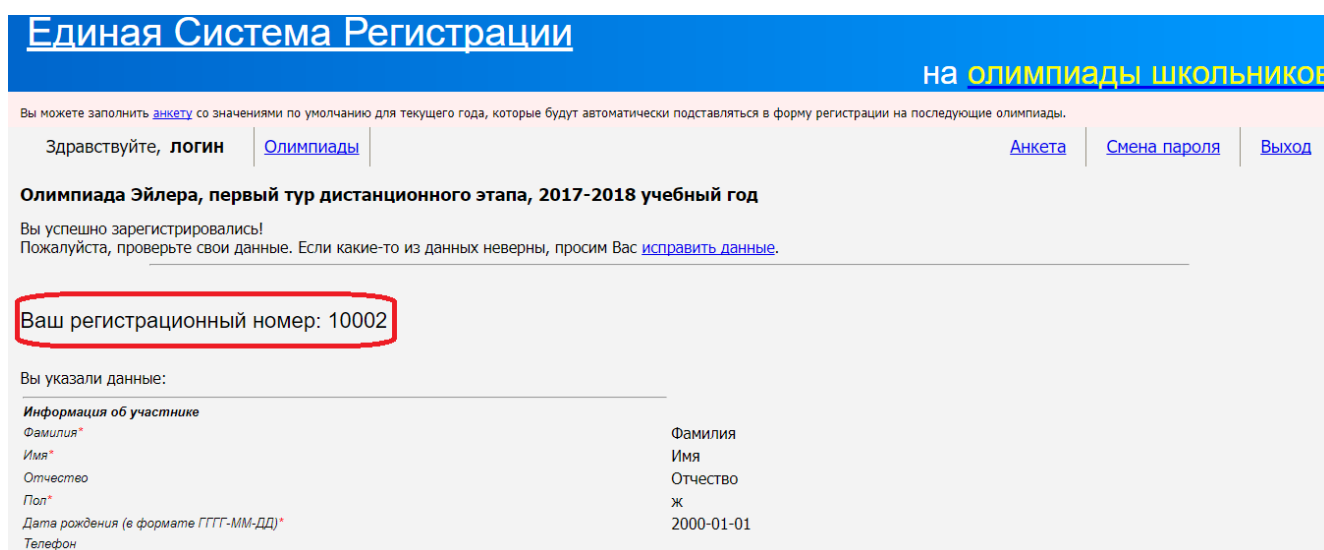 Единая Система Регистрации
на олимпиады школьников
Вы можете заполнить анкету со значениями по умолчанию для текущего года, которые будут автоматически подставляться в форму регистрации на последующие олимпиады.
Здравствуйте, логин Олимпиады Анкета Смена пароля Выход
Олимпиада Эйлера, первый тур дистанционного этапа, 2017-2018 учебный год
Вы успешно зарегистрировались!
Пожалуйста, проверьте свои данные. Если какие-то из данных неверны, просим Вас исправить данные.
Ваш регистрационный номер: 10002
Вы указали данные:
Информация об участнике
Фамилия* Фамилия
Имя* Имя
Отчество Отчество
Пол* ж
Дата рождения (в формате ГГГГ-ММ-ДД)* 2000-01-01
Телефон